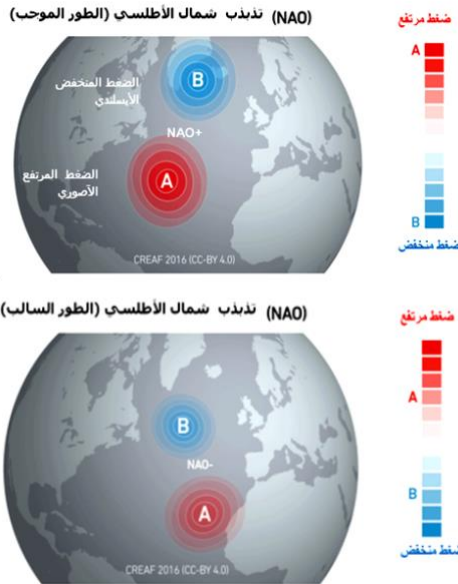 تذبذب شمال الأطلسي (الطور الموجب) (NAO)
ضغط مرتفع
A
B
الضغط المنخفض
الأيسلندي
B
NAO+
الضغط المرتفع
الآصوري
A
CREAF 2016 (CC-BY 4.0)
ضغط منخفض
تذبذب شمال الأطلسي (الطور السالب) (NAO)
ضغط مرتفع
A
B
B
NAO-
A
CREAF 2016 (CC-BY 4.0)
ضغط منخفض